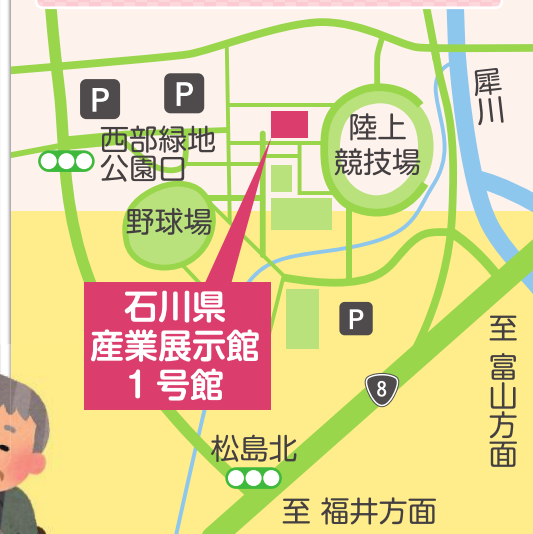 P
P
犀川
西部緑地
公園口
陸上
競技場
野球場
石川県
産業展示館
1号館
P
至 富山方面
8
松島北
至 福井方面